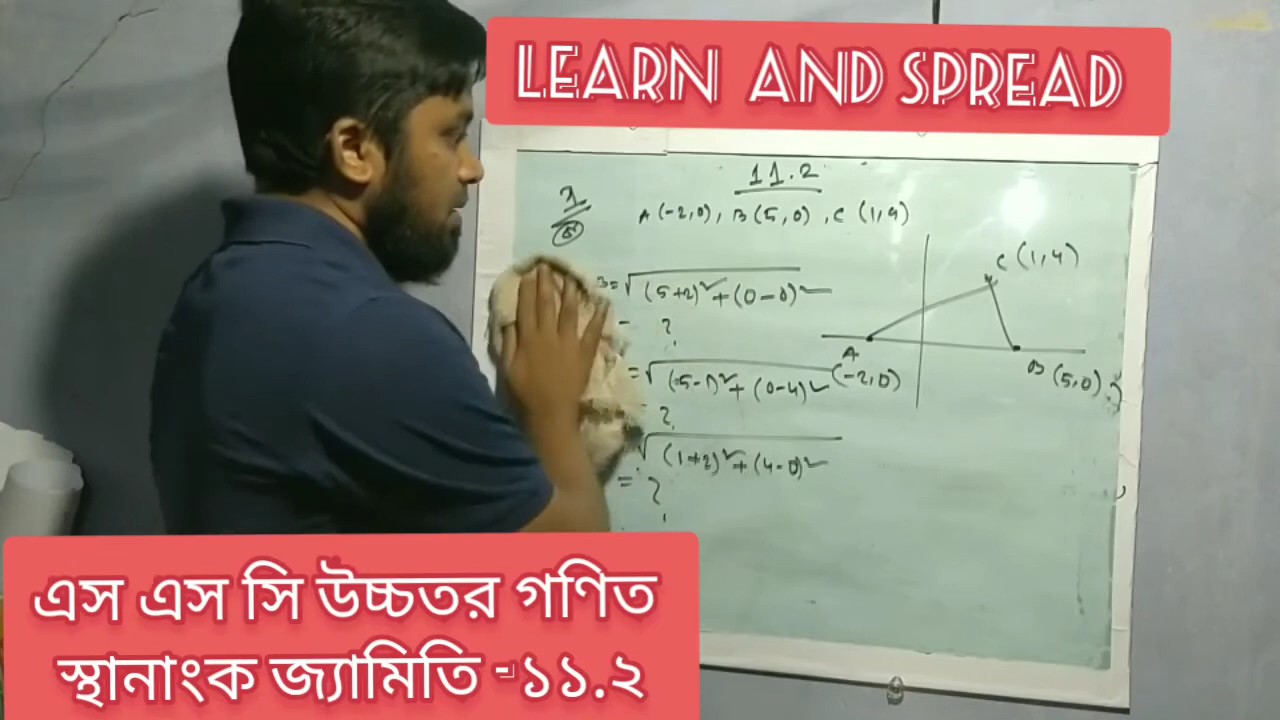 LEARN AND SPREAD
11.2
A (-2,0), B (5,0), C (1,4)
C (1,4)
= √(5+2)² + (0-0)²
?
A
(-2,0)
B (5,0)
= √(5-1)² + (0-4)²
?
√(1+2)² + (4-0)²
= ?
এস এস সি উচ্চতর গণিত
স্থানাংক জ্যামিতি -১১.২